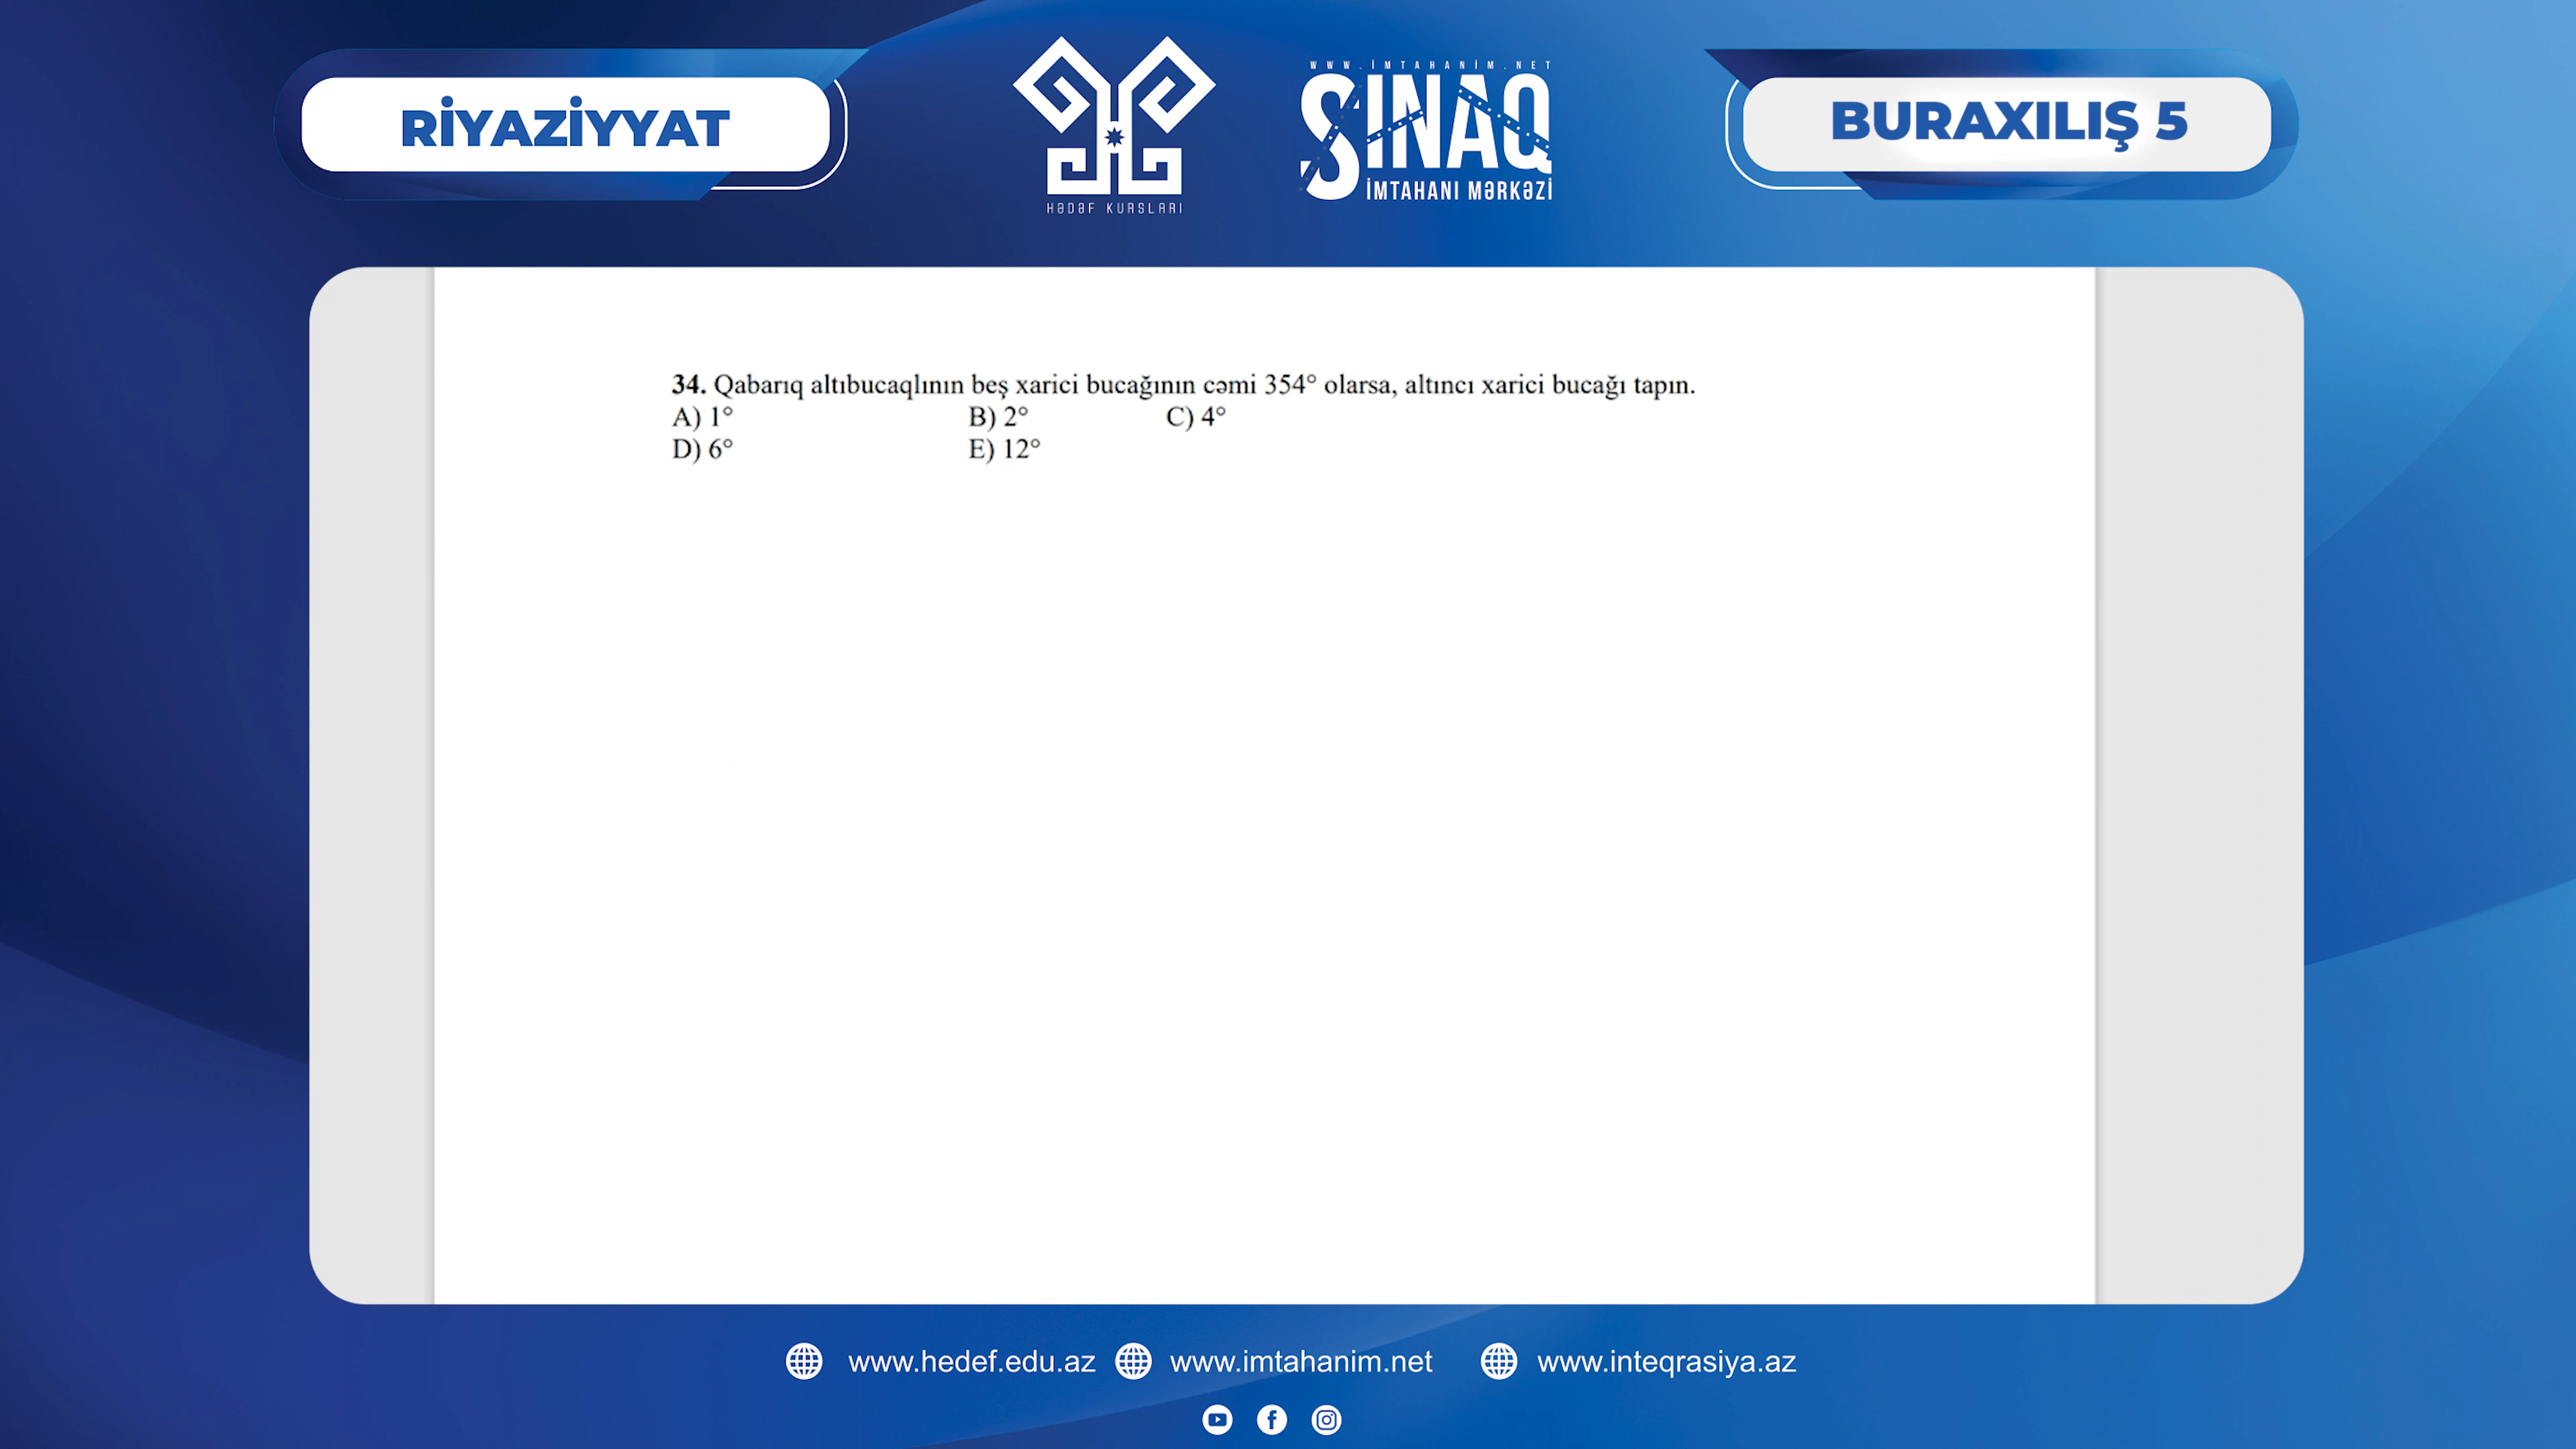 RİYAZİYYAT
HƏDƏF KURSLARI
WWW.İMTAHANİM.NET
SINAQ
İMTAHANI MƏRKƏZİ
BURAXILIŞ 5
34. Qabarıq altıbucaqlının beş xarici bucağının cəmi 354° olarsa, altıncı xarici bucağı tapın.
A) 1° B) 2° C) 4°
D) 6° E) 12°
www.hedef.edu.az www.imtahanim.net www.inteqrasiya.az